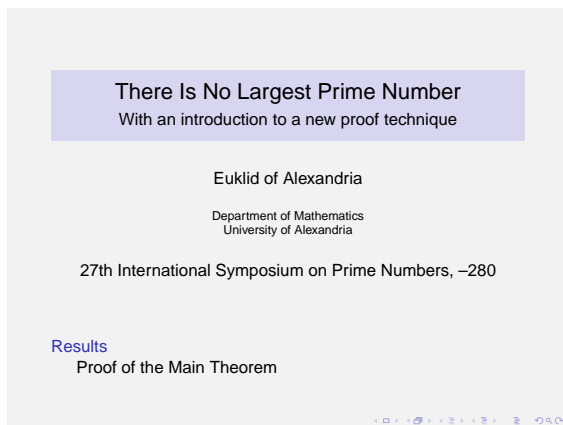 There Is No Largest Prime Number
With an introduction to a new proof technique
Euklid of Alexandria
Department of Mathematics
University of Alexandria
27th International Symposium on Prime Numbers, –280
Results
Proof of the Main Theorem